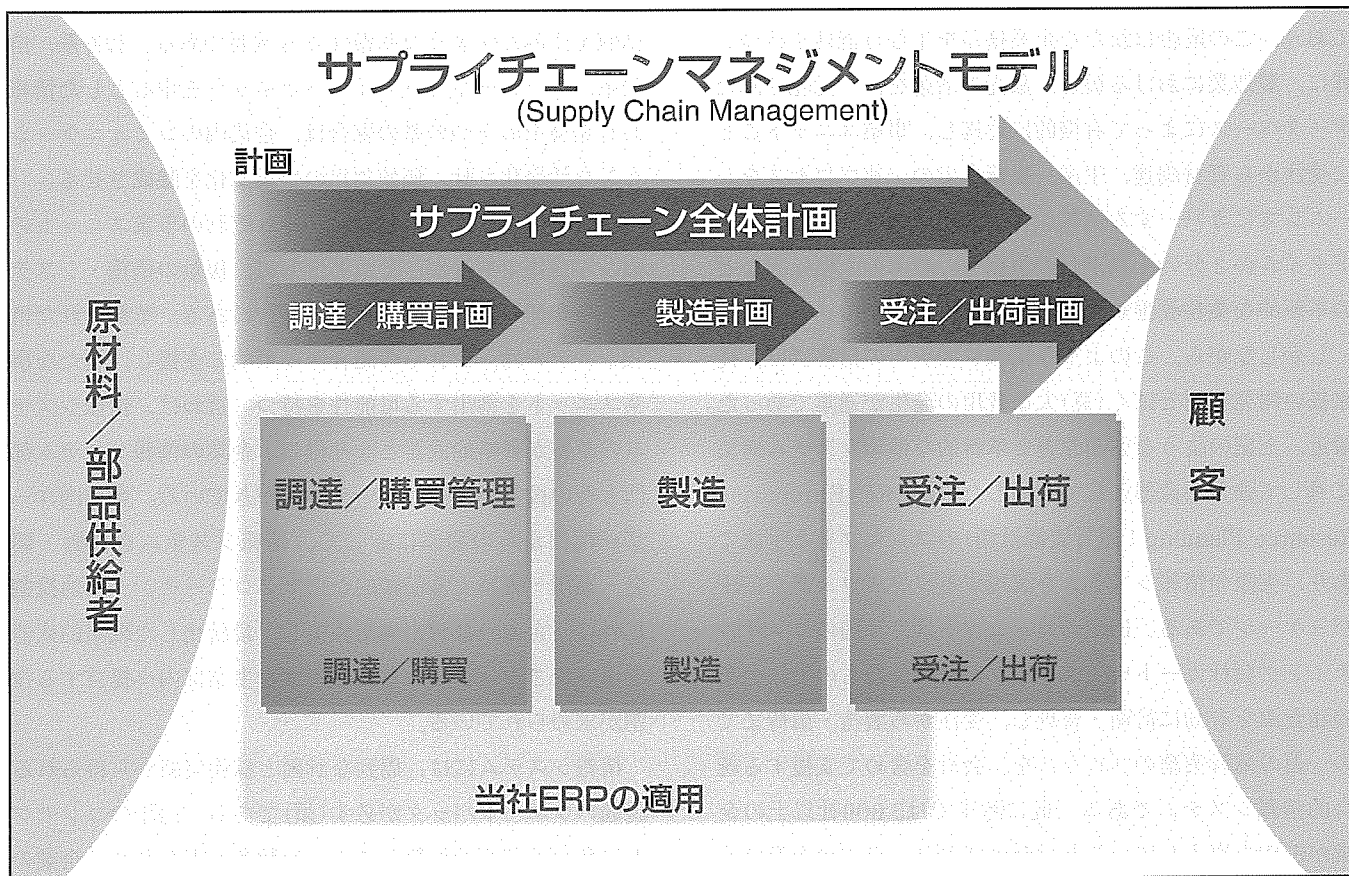 サプライチェーンマネジメントモデル
(Supply Chain Management)
計画
サプライチェーン全体計画
調達／購買計画
製造計画
受注／出荷計画
原材料／部品供給者
顧客
調達／購買管理
製造
受注／出荷
調達／購買
製造
受注／出荷
当社ERPの適用